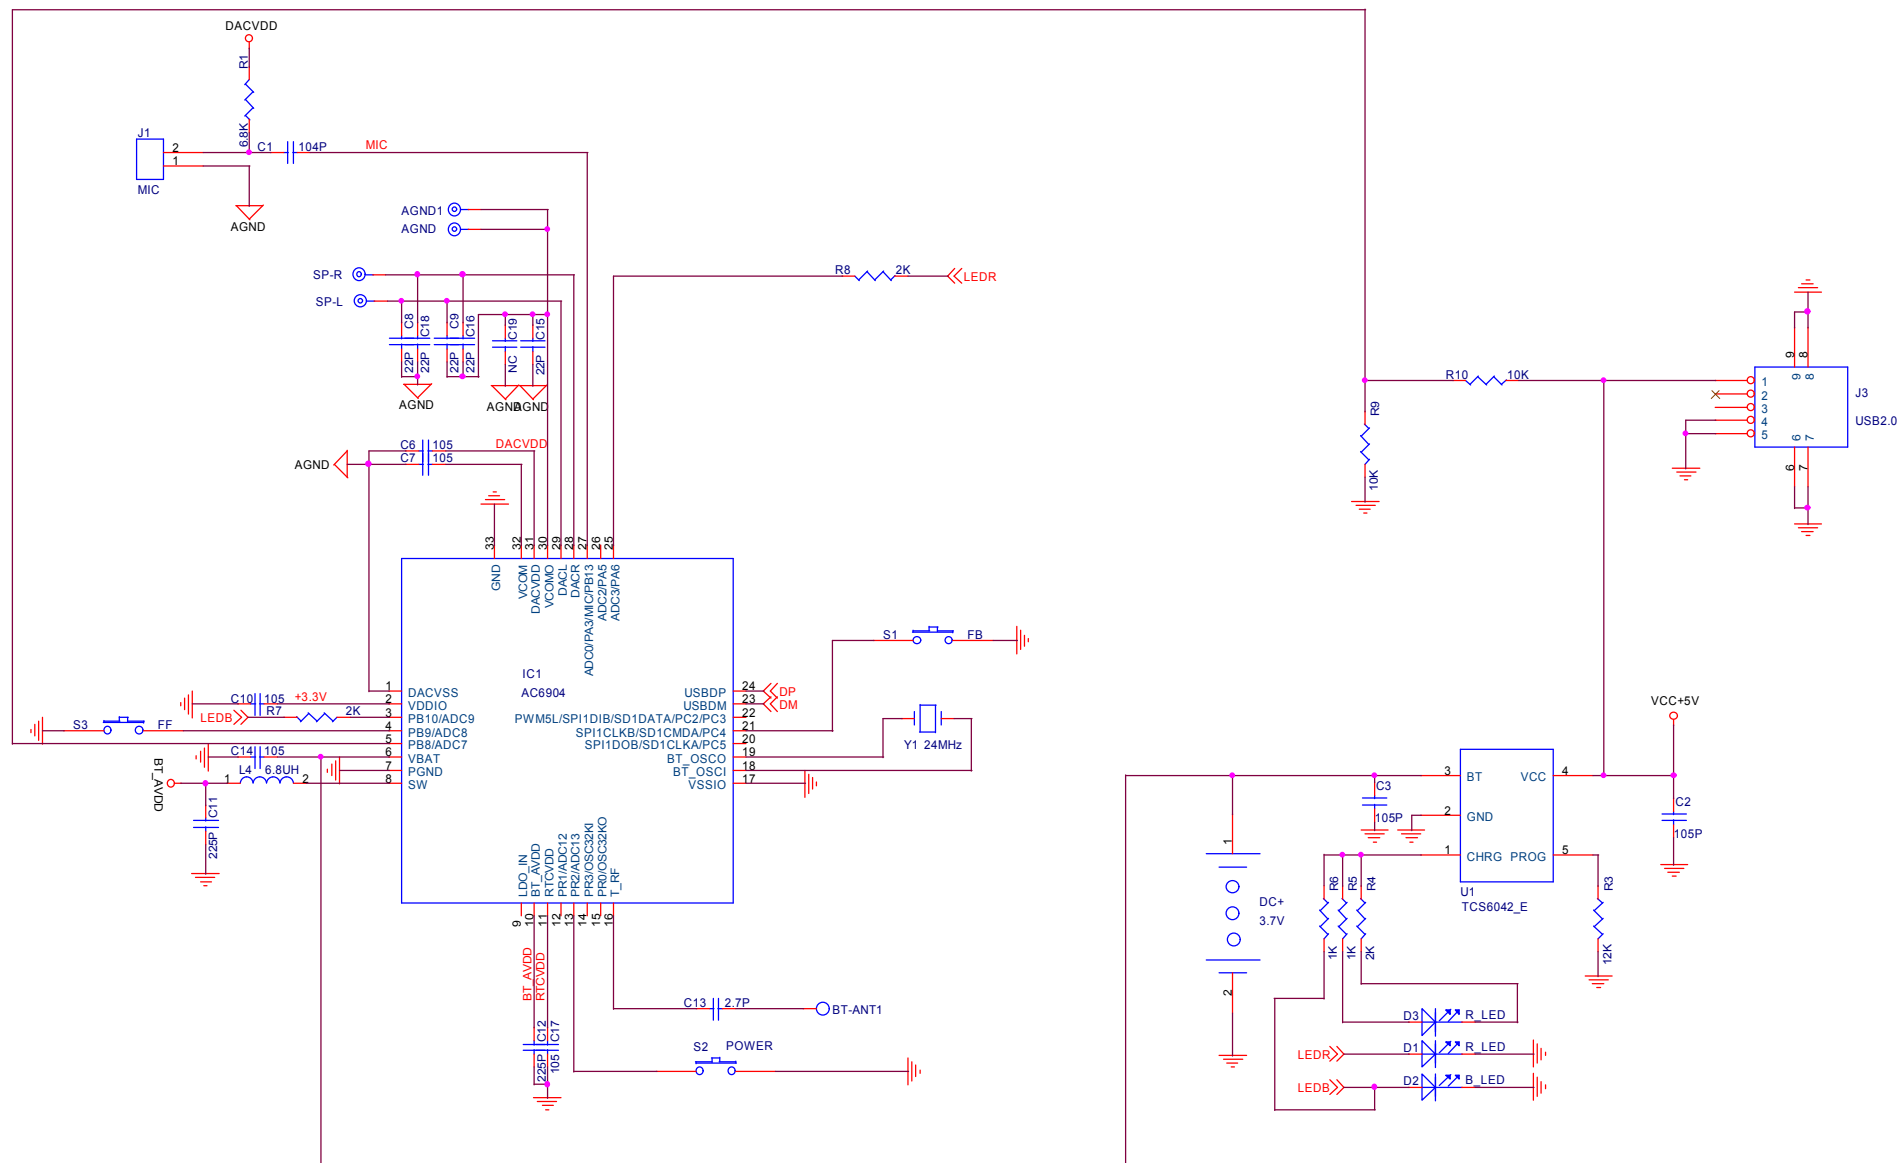 DACVDD
R1
6.8K
J1
2
1
MIC
C1
104P
MIC
AGND
AGND1
AGND
SP-R
SP-L
C8
C18
C9
C16
C19
C15
22P
22P
22P
22P
NC
22P
AGND
AGND
AGND
R8
2K
LEDR
C6
105
DACVDD
C7
105
AGND
R10
10K
R9
10K
9
8
9
8
1
2
3
4
5
6
7
6
7
J3
USB2.0
33
32
31
30
29
28
27
26
25
GND
VCOM
DACVDD
VCOMO
DACL
DACR
ADC0/PA3/MIC/PB13
ADC2/PA5
ADC3/PA6
IC1
AC6904
S1
FB
1
DACVSS
2
VDDIO
3
PB10/ADC9
4
PB9/ADC8
5
PB8/ADC7
6
VBAT
7
PGND
8
SW
C10
105
+3.3V
LEDB
R7
2K
S3
FF
C14
105
L4
6.8UH
1
2
BT_AVDD
C11
225P
USBDP
24
DP
USBDM
23
DM
PWM5L/SPI1DIB/SD1DATA/PC2/PC3
22
SPI1CLKB/SD1CMDA/PC4
21
SPI1DOB/SD1CLKA/PC5
20
BT_OSCO
19
BT_OSCI
18
VSSIO
17
Y1 24MHz
LDO_IN
BT_AVDD
RTCVDD
PR1/ADC12
PR2/ADC13
PR3/OSC32KI
PR0/OSC32KO
T_RF
9
10
11
12
13
14
15
16
BT_AVDD
RTCVDD
C12
C17
225P
105
C13
2.7P
BT-ANT1
S2
POWER
VCC+5V
3
BT
VCC
4
2
GND
1
CHRG
PROG
5
U1
TCS6042_E
C3
105P
C2
105P
1
DC+
3.7V
2
R6
R5
R4
1K
1K
2K
R3
12K
D3
R_LED
LEDR
D1
R_LED
LEDB
D2
B_LED